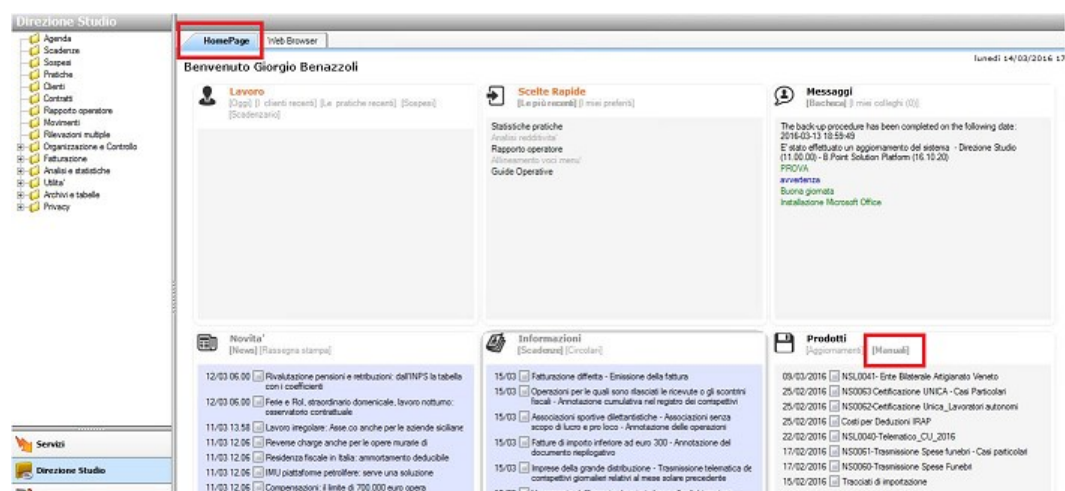 Direzione Studio
Agenda
Scadenze
Sospesi
Pratiche
Clienti
Contratti
Rapporto operatore
Movimenti
Rilevazioni multiple
Organizzazione e Controllo
Fatturazione
Analisi e statistiche
Utilita'
Archivi e tabelle
Privacy
Servizi
Direzione Studio
HomePage
Web Browser
lunedì 14/03/2016 17
Benvenuto Giorgio Benazzoli
Lavoro
[Oggi] [I clienti recenti] [Le pratiche recenti] [Sospesi]
[Scadenzario]
Scelte Rapide
[Le più recenti] [I miei preferiti]
Statistiche pratiche
Analisi redditivita'
Rapporto operatore
Allineamento voci menu'
Guide Operative
Messaggi
[Bacheca] [I miei colleghi (0)]
The back-up procedure has been completed on the following date:
2016-03-13 18:59:49
E' stato effettuato un aggiornamento del sistema - Direzione Studio
(11.00.00) - B.Point Solution Platform (16.10.20)
PROVA
avvertenza
Buona giornata
Installazione Microsoft Office
Novita'
[News] [Rassegna stampa]
12/03 06.00 Rivalutazione pensioni e retribuzioni: dall'INPS la tabella
con i coefficienti
12/03 06.00 Ferie e Rol, straordinario domenicale, lavoro notturno:
osservatorio contrattuale
11/03 13.58 Lavoro irregolare: Asse.co anche per le aziende siciliane
11/03 12.06 Reverse charge anche per le opere murarie di
11/03 12.06 Residenza fiscale in Italia: ammortamento deducibile
11/03 12.06 IMU piattaforme petrolifere: serve una soluzione
11/03 12.06 Compensazioni: il limite di 700.000 euro opera
Informazioni
[Scadenze] [Circolari]
15/03 Fatturazione differita - Emissione della fattura
15/03 Operazioni per le quali sono rilasciati le ricevute o gli scontrini
fiscali - Annotazione cumulativa nel registro dei corrispettivi
15/03 Associazioni sportive dilettantistiche - Associazioni senza
scopo di lucro e pro loco - Annotazione delle operazioni
15/03 Fatture di importo inferiore ad euro 300 - Annotazione del
documento riepilogativo
15/03 Imprese della grande distribuzione - Trasmissione telematica dei
corrispettivi giornalieri relativi al mese solare precedente
Prodotti
[Aggiornamenti] [Manuali]
09/03/2016 NSL0041- Ente Bilaterale Artigianato Veneto
25/02/2016 NS0063 Certificazione UNICA - Casi Particolari
25/02/2016 NS0062-Certificazione Unica_Lavoratori autonomi
25/02/2016 Costi per Deduzioni IRAP
22/02/2016 NSL0040-Telematico_CU_2016
17/02/2016 NS0061-Trasmissione Spese funebri - Casi particolari
17/02/2016 NS0060-Trasmissione Spese Funebri
15/02/2016 Tracciati di importazione